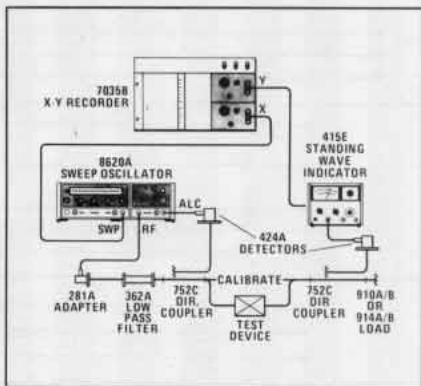 7035B
X-Y RECORDER
Y
X
8620A
SWEEP OSCILLATOR
415E
STANDING
WAVE
INDICATOR
ALC
SWP
RF
424A
DETECTORS
281A
ADAPTER
362A
LOW
PASS
FILTER
752C
DIR.
COUPLER
CALIBRATE
TEST
DEVICE
752C
DIR
COUPLER
910A/B
OR
914A/B
LOAD